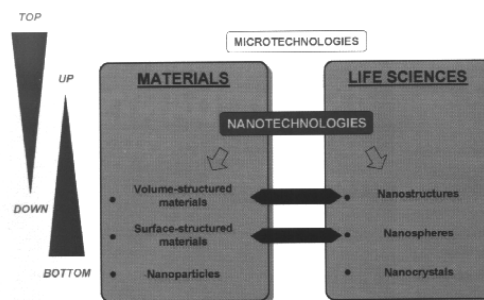 TOP
MICROTECHNOLOGIES
UP
MATERIALS
LIFE SCIENCES
NANOTECHNOLOGIES
Volume-structured
materials
Nanostructures
DOWN
Surface-structured
materials
Nanospheres
BOTTOM
Nanoparticles
Nanocrystals